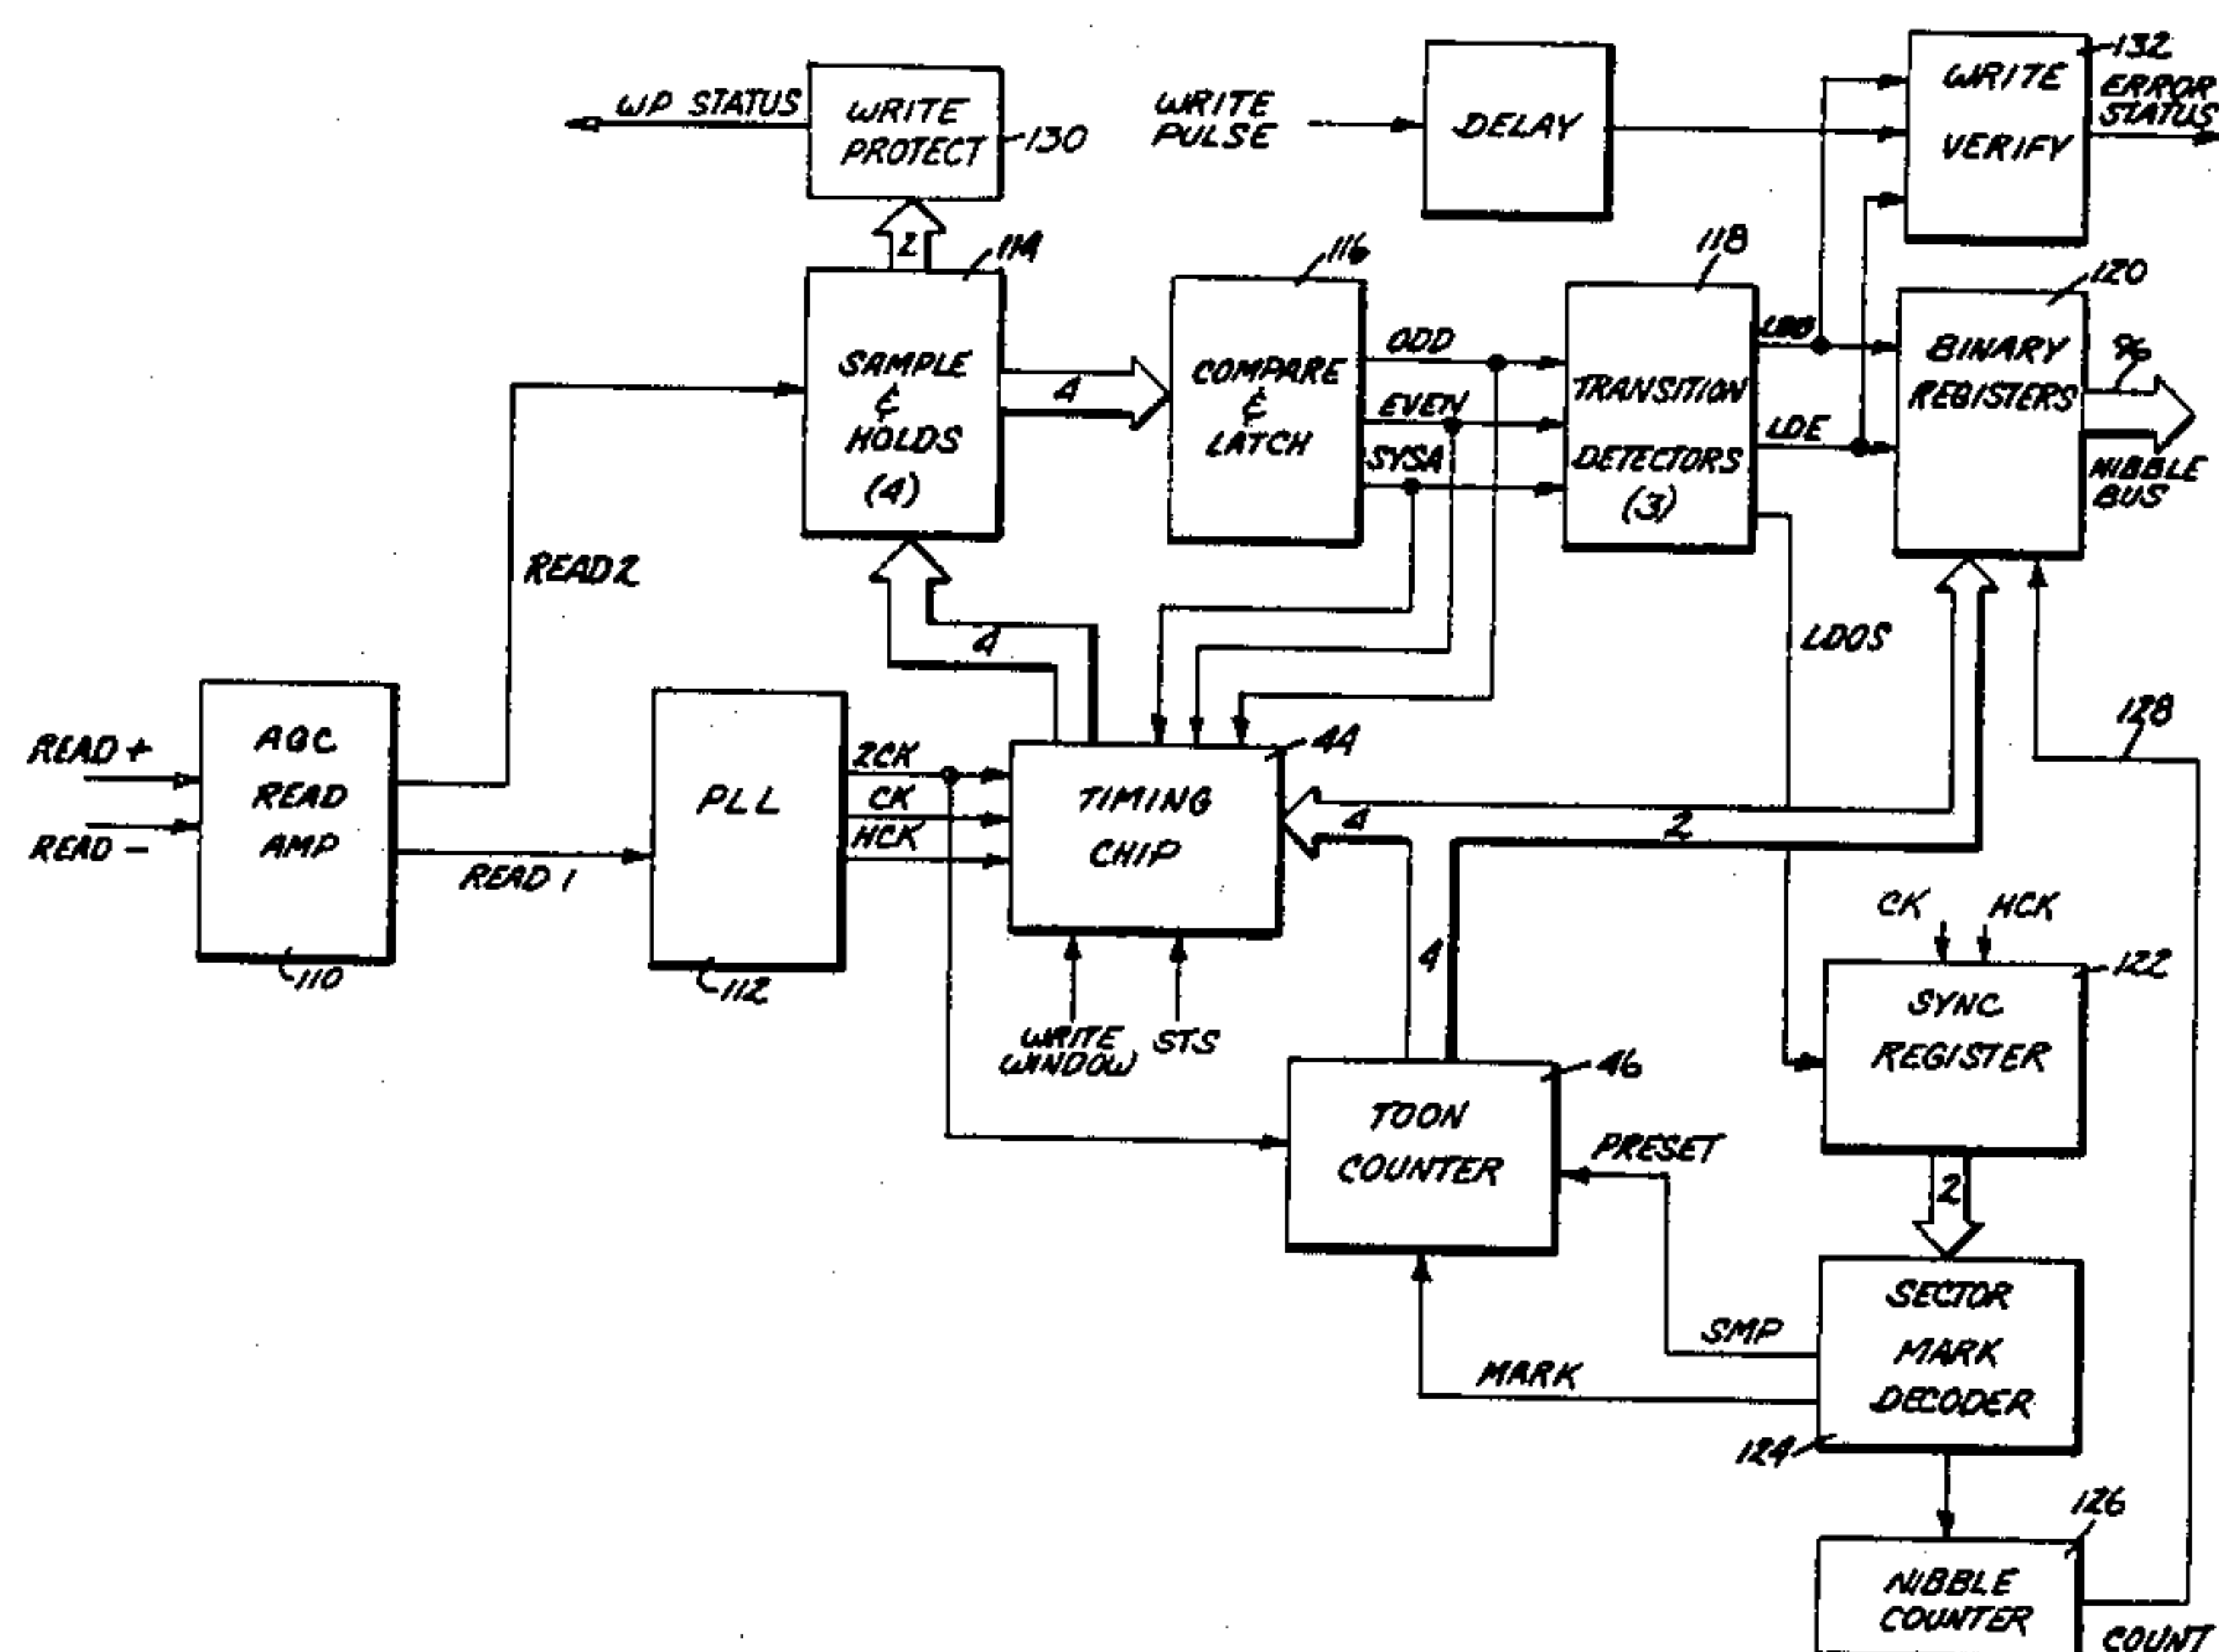 WP STATUS
WRITE
PROTECT
130
WRITE
PULSE
DELAY
WRITE
VERIFY
132
ERROR
STATUS
2
114
SAMPLE
&
HOLDS
(4)
4
116
COMPARE
&
LATCH
ODD
EVEN
SYSA
118
TRANSITION
DETECTORS
(3)
LDE
LDOS
120
BINARY
REGISTERS
96
NIBBLE
BUS
READ 2
4
READ +
READ -
AGC
READ
AMP
110
READ 1
PLL
112
2CK
CK
HCK
TIMING
CHIP
44
WRITE
WINDOW
STS
4
2
4
128
CK
HCK
122
SYNC
REGISTER
TOON
COUNTER
46
PRESET
2
SECTOR
MARK
DECODER
124
SMP
MARK
126
NIBBLE
COUNTER
COUNT